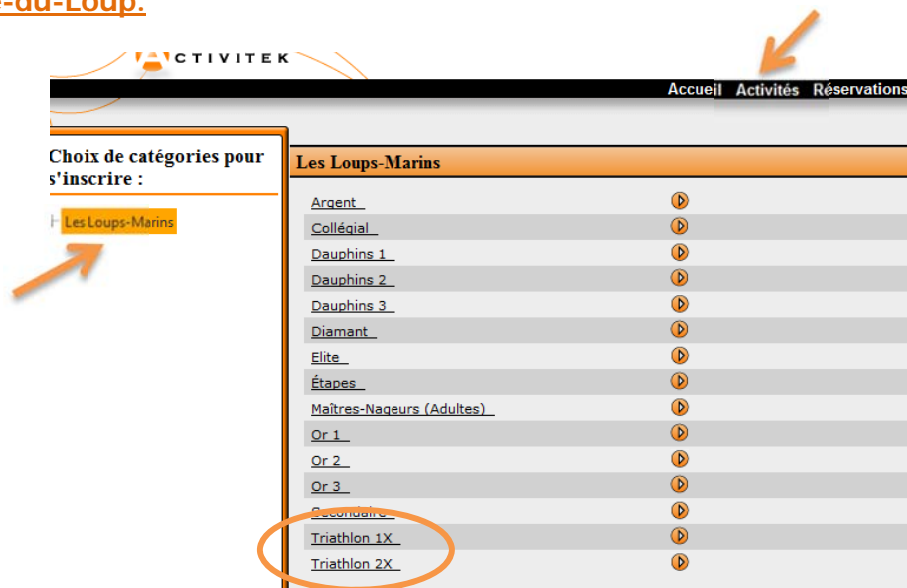 -du-Loup.
CTIVITEK
Accueil Activités Réservations
Choix de catégories pour
s'inscrire :
LesLoups-Marins
Les Loups-Marins
Argent
Collégial
Dauphins 1
Dauphins 2
Dauphins 3
Diamant
Elite
Étapes
Maîtres-Nageurs (Adultes)
Or 1
Or 2
Or 3
Secondaire
Triathlon 1X
Triathlon 2X